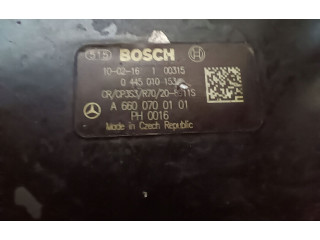 BOSCH
10-02-16 1 00315
0 445 010 153
CR/CP3S3/R70/20-
A 660 070 01 01
PH 0016
Made in Czech Republic